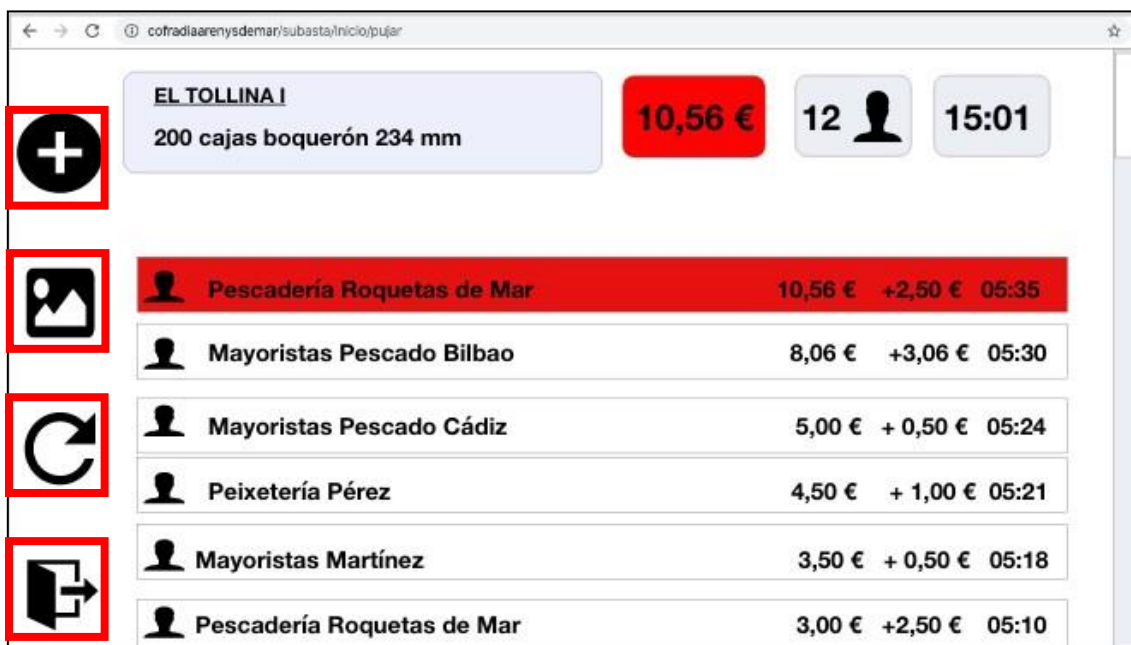 cofradiaarenysdemar/subasta/inicio/pujar
EL TOLLINA I
200 cajas boquerón 234 mm
10,56 €
12
15:01
Pescadería Roquetas de Mar 10,56 € +2,50 € 05:35
Mayoristas Pescado Bilbao 8,06 € +3,06 € 05:30
Mayoristas Pescado Cádiz 5,00 € + 0,50 € 05:24
Peixetería Pérez 4,50 € + 1,00 € 05:21
Mayoristas Martínez 3,50 € + 0,50 € 05:18
Pescadería Roquetas de Mar 3,00 € +2,50 € 05:10